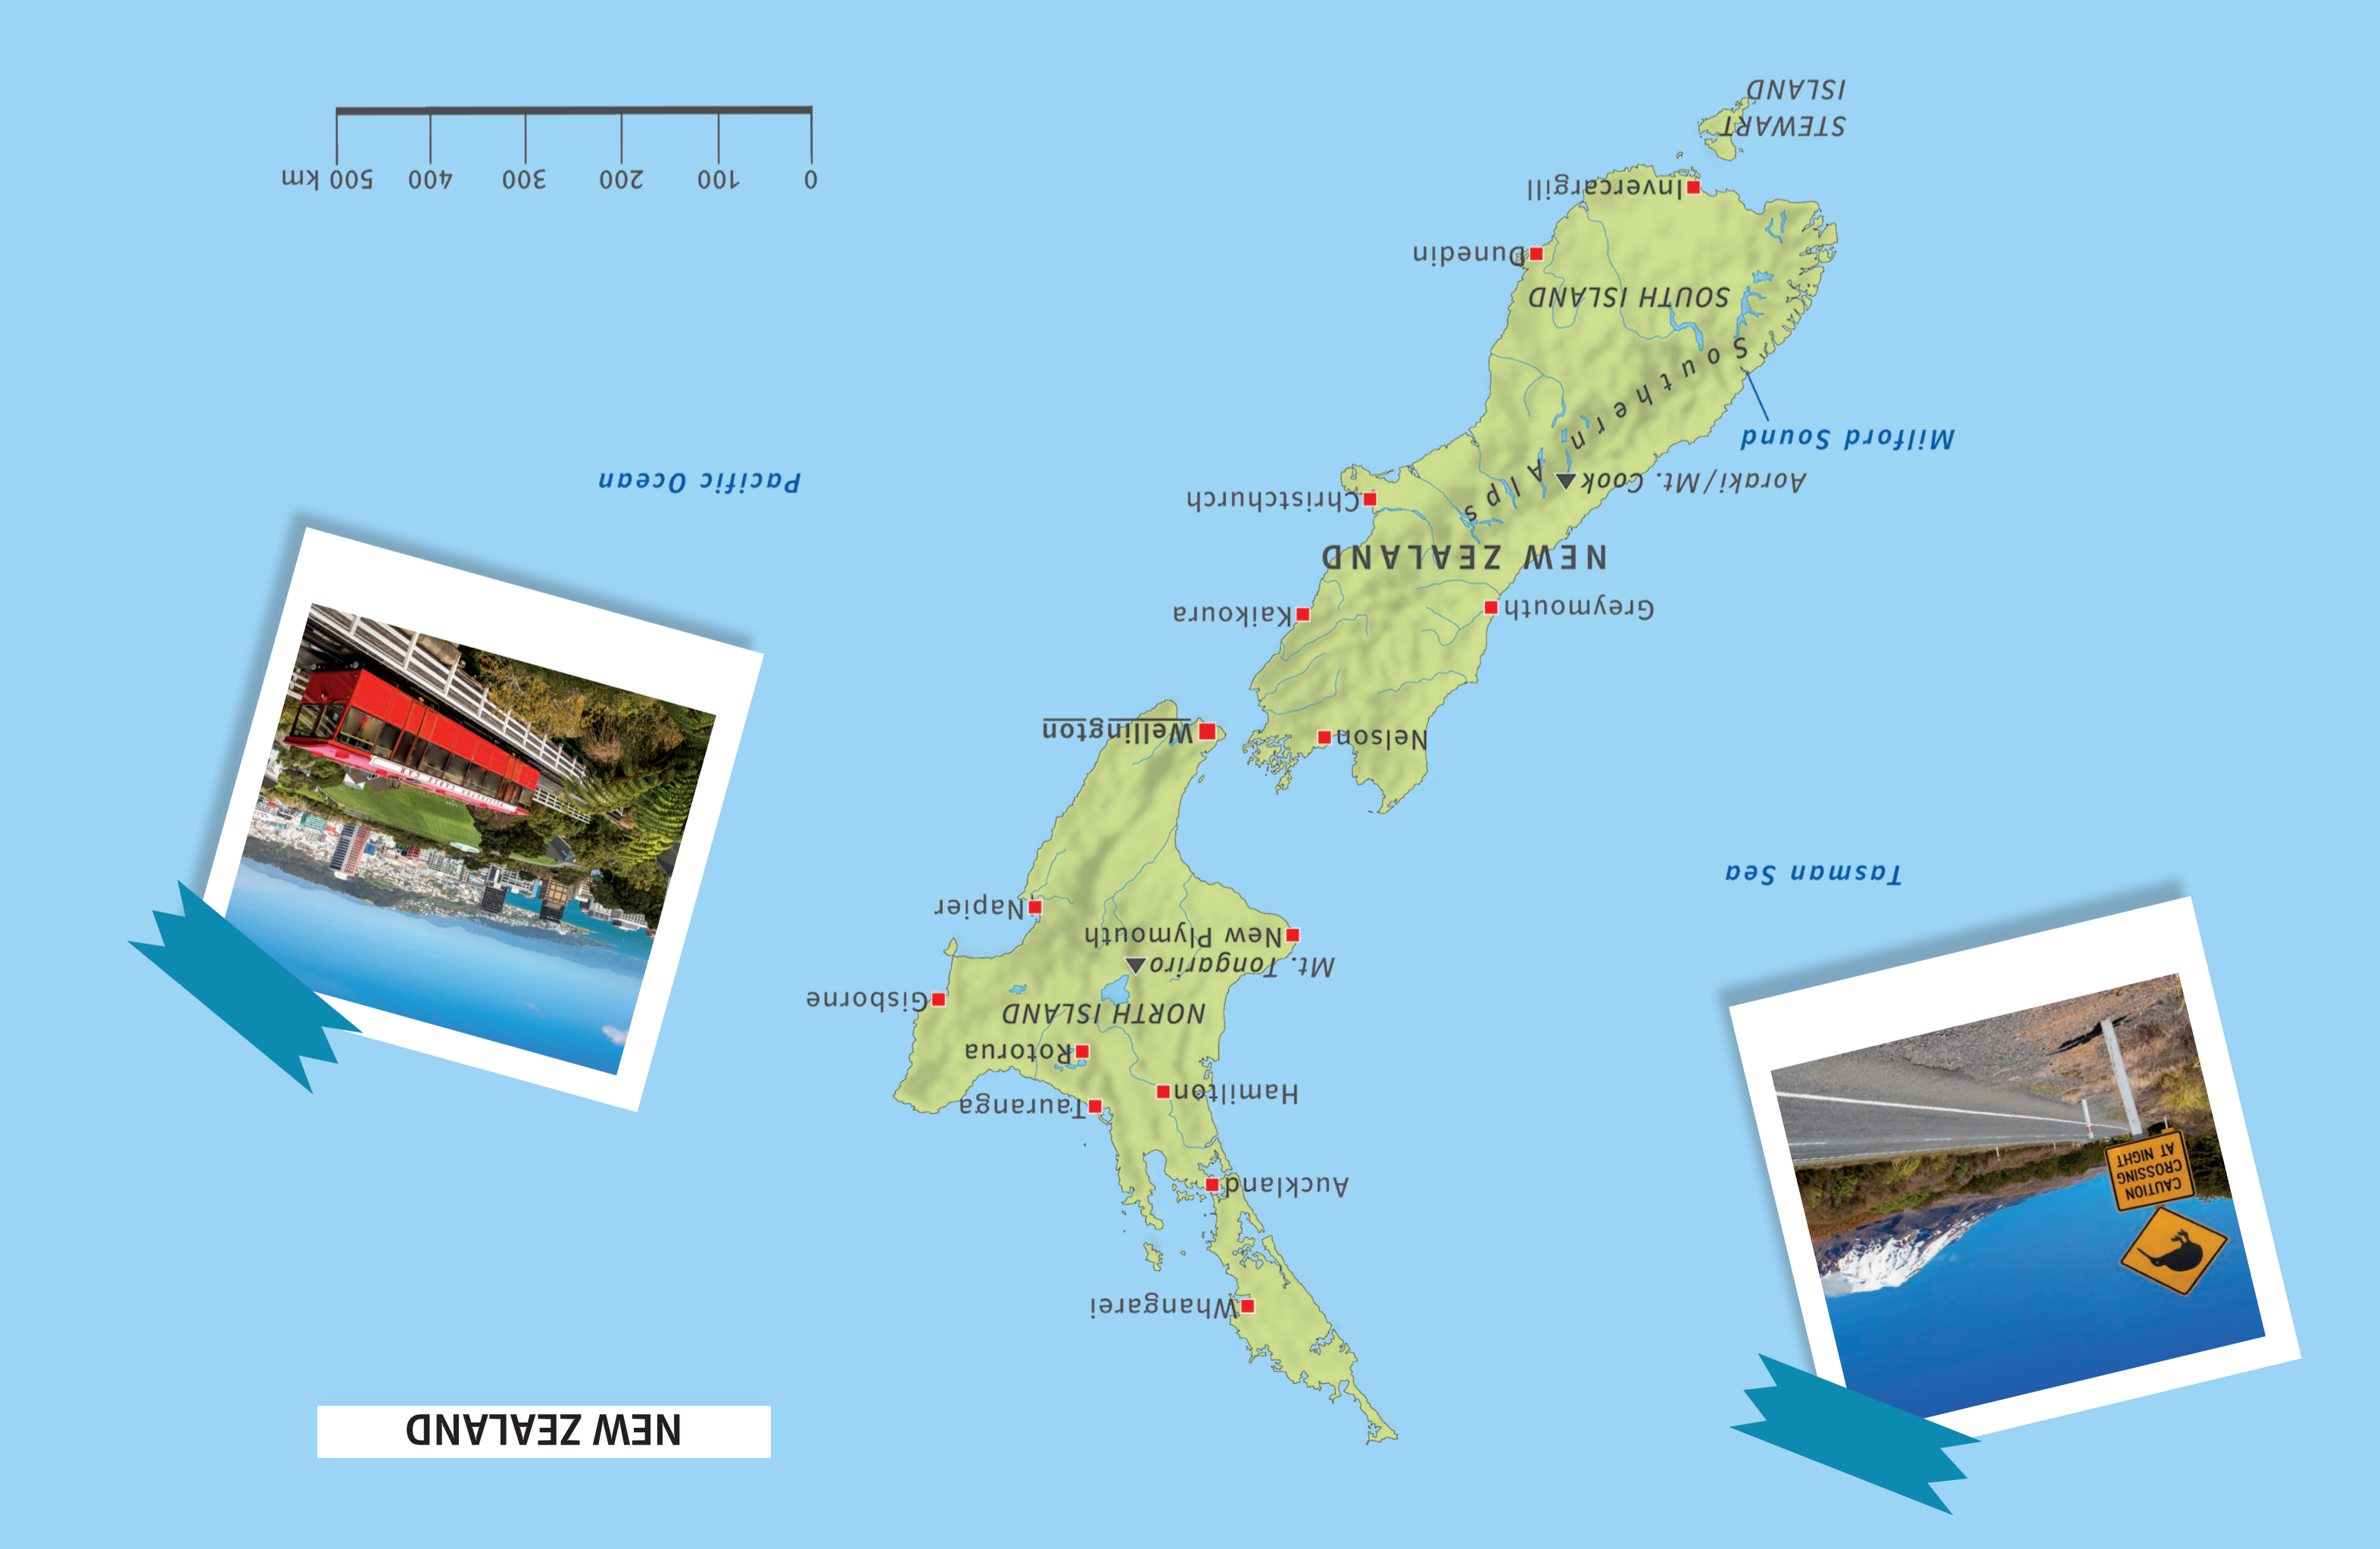 NEW ZEALAND
Whangarei
CAUTION
CROSSING
AT NIGHT
Auckland
Tauranga
Hamilton
Rotorua
NORTH ISLAND
Gisborne
Mt. Tongariro
New Plymouth
Napier
Tasman Sea
Nelson
Wellington
Kaikoura
Greymouth
NEW ZEALAND
Christchurch
Pacific Ocean
Aoraki/Mt. Cook
Milford Sound
Southern Alps
SOUTH ISLAND
Dunedin
Invercargill
0 100 200 300 400 500 km
STEWART
ISLAND